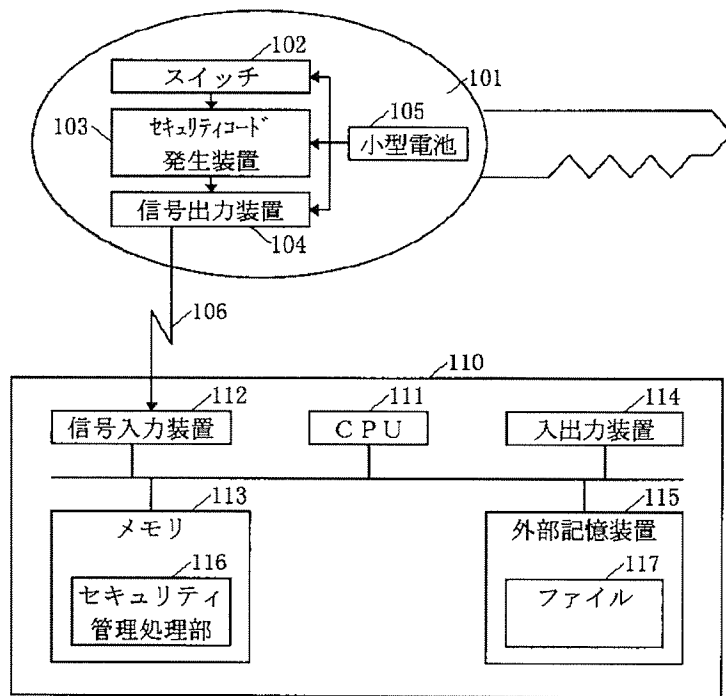 102
スイッチ
101
105
103
セキュリティコード
発生装置
小型電池
信号出力装置
104
106
110
112
111
114
信号入力装置
CPU
入出力装置
113
115
メモリ
外部記憶装置
116
117
セキュリティ
管理処理部
ファイル